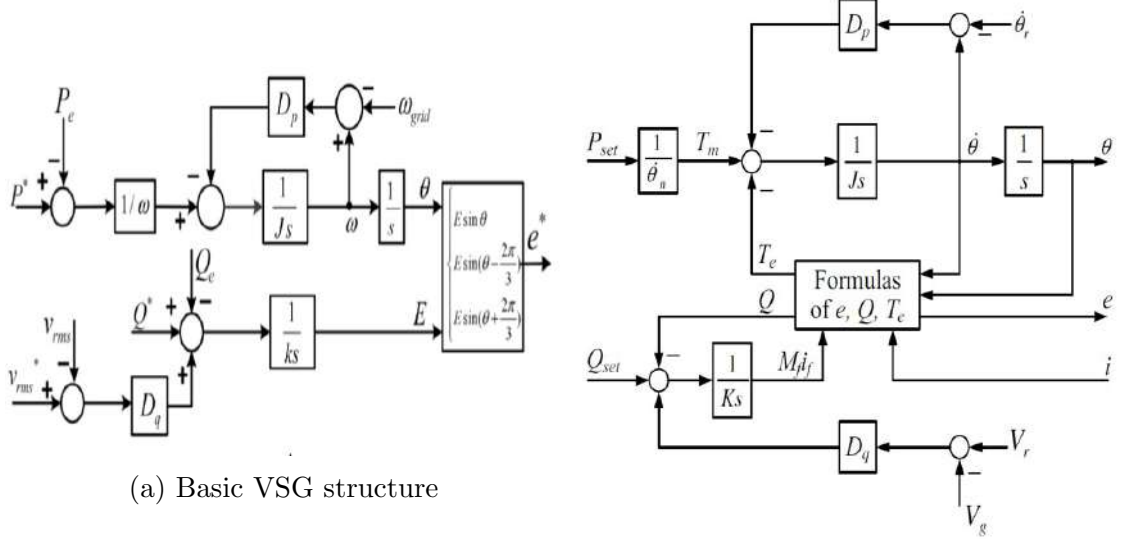 P_e
P*
1/ω
D_p
ω_grid
1/Js
ω
1/s
θ
E sin θ
E sin(θ − 2π/3)
E sin(θ + 2π/3)
e*
Q_e
Q*
v_rms
v_rms*
D_q
1/ks
E
(a) Basic VSG structure
D_p
θ̇_r
P_set
1/θ̇_n
T_m
1/Js
θ̇
1/s
θ
T_e
Formulas
of e, Q, T_e
Q
e
Q_set
1/Ks
M_f i_f
i
D_q
V_r
V_g